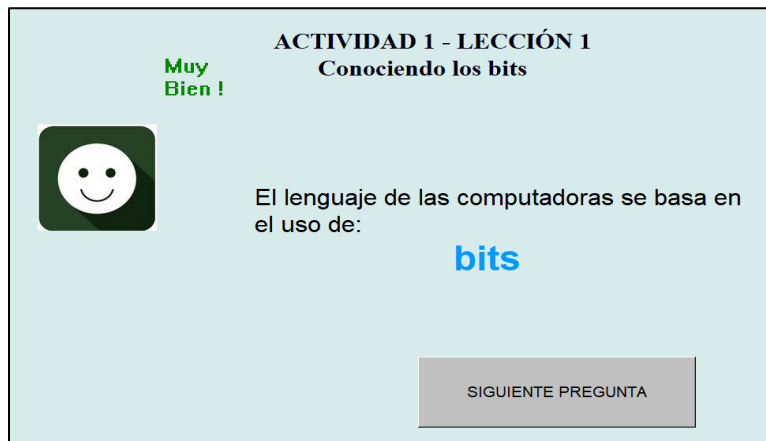 ACTIVIDAD 1 - LECCIÓN 1
Conociendo los bits
Muy
Bien !
El lenguaje de las computadoras se basa en
el uso de:
bits
SIGUIENTE PREGUNTA